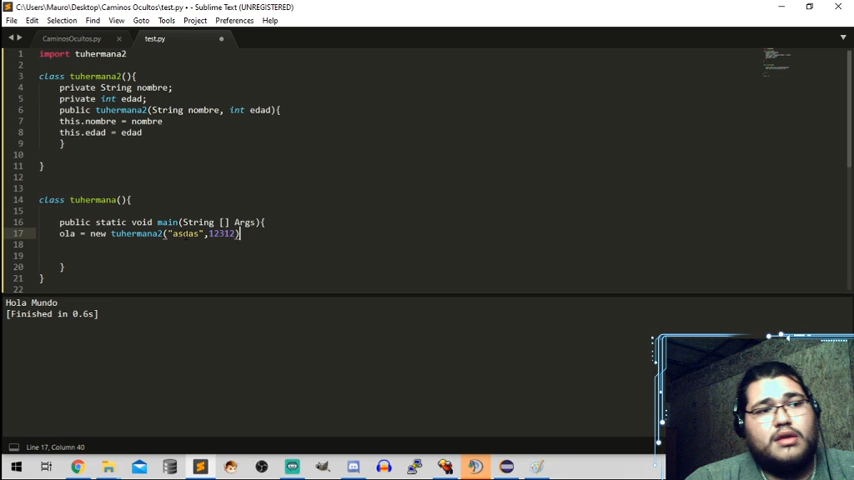 C:\Users\Mauro\Desktop\Caminos Ocultos\test.py • - Sublime Text (UNREGISTERED)
File Edit Selection Find View Goto Tools Project Preferences Help
CaminosOcultos.py test.py
1 import tuhermana2
2
3 class tuhermana2(){
4 private String nombre;
5 private int edad;
6 public tuhermana2(String nombre, int edad){
7 this.nombre = nombre
8 this.edad = edad
9 }
10
11 }
12
13
14 class tuhermana(){
15
16 public static void main(String [] Args){
17 ola = new tuhermana2("asdas",12312)
18
19
20 }
21 }
22
Hola Mundo
[Finished in 0.6s]
Line 17, Column 40